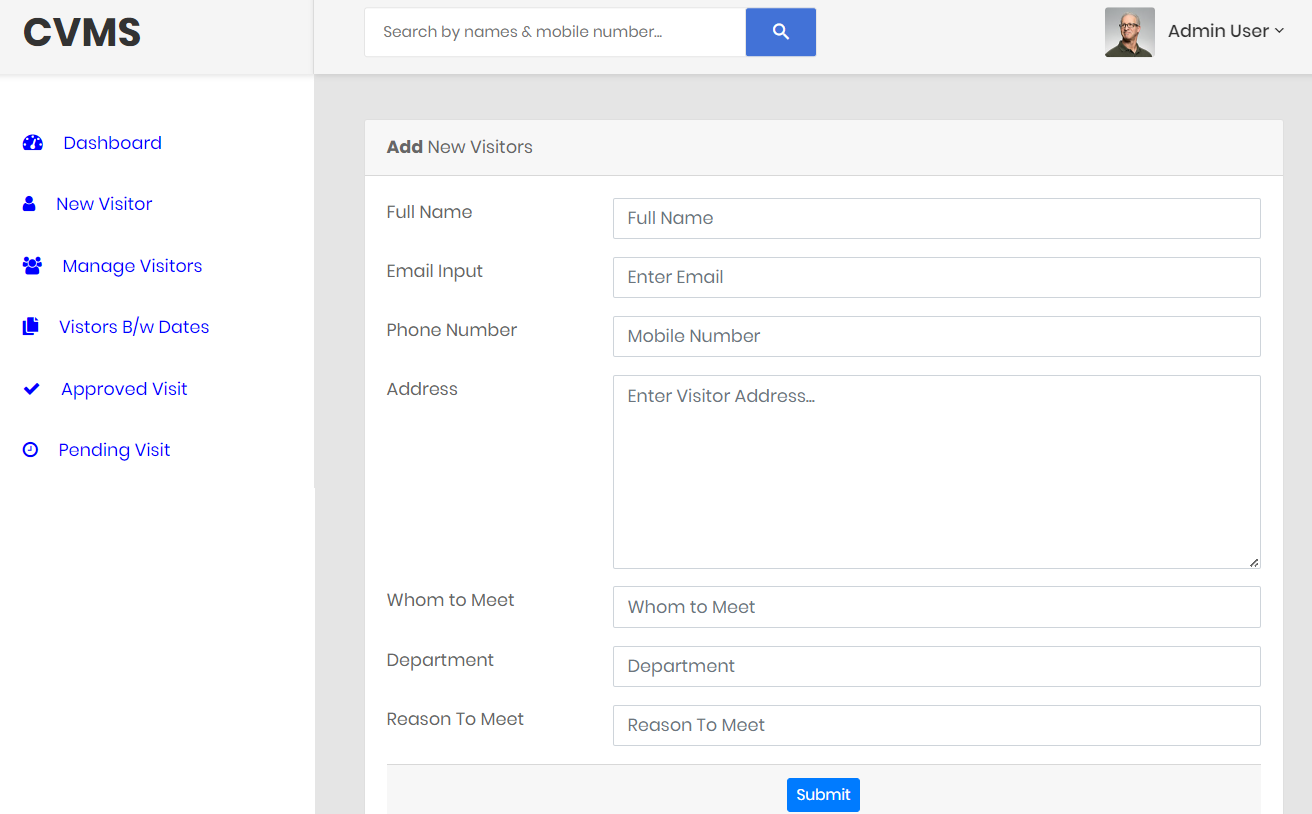 CVMS
Search by names & mobile number...
Admin User
Dashboard
New Visitor
Manage Visitors
Vistors B/w Dates
Approved Visit
Pending Visit
Add New Visitors
Full Name
Full Name
Email Input
Enter Email
Phone Number
Mobile Number
Address
Enter Visitor Address...
Whom to Meet
Whom to Meet
Department
Department
Reason To Meet
Reason To Meet
Submit